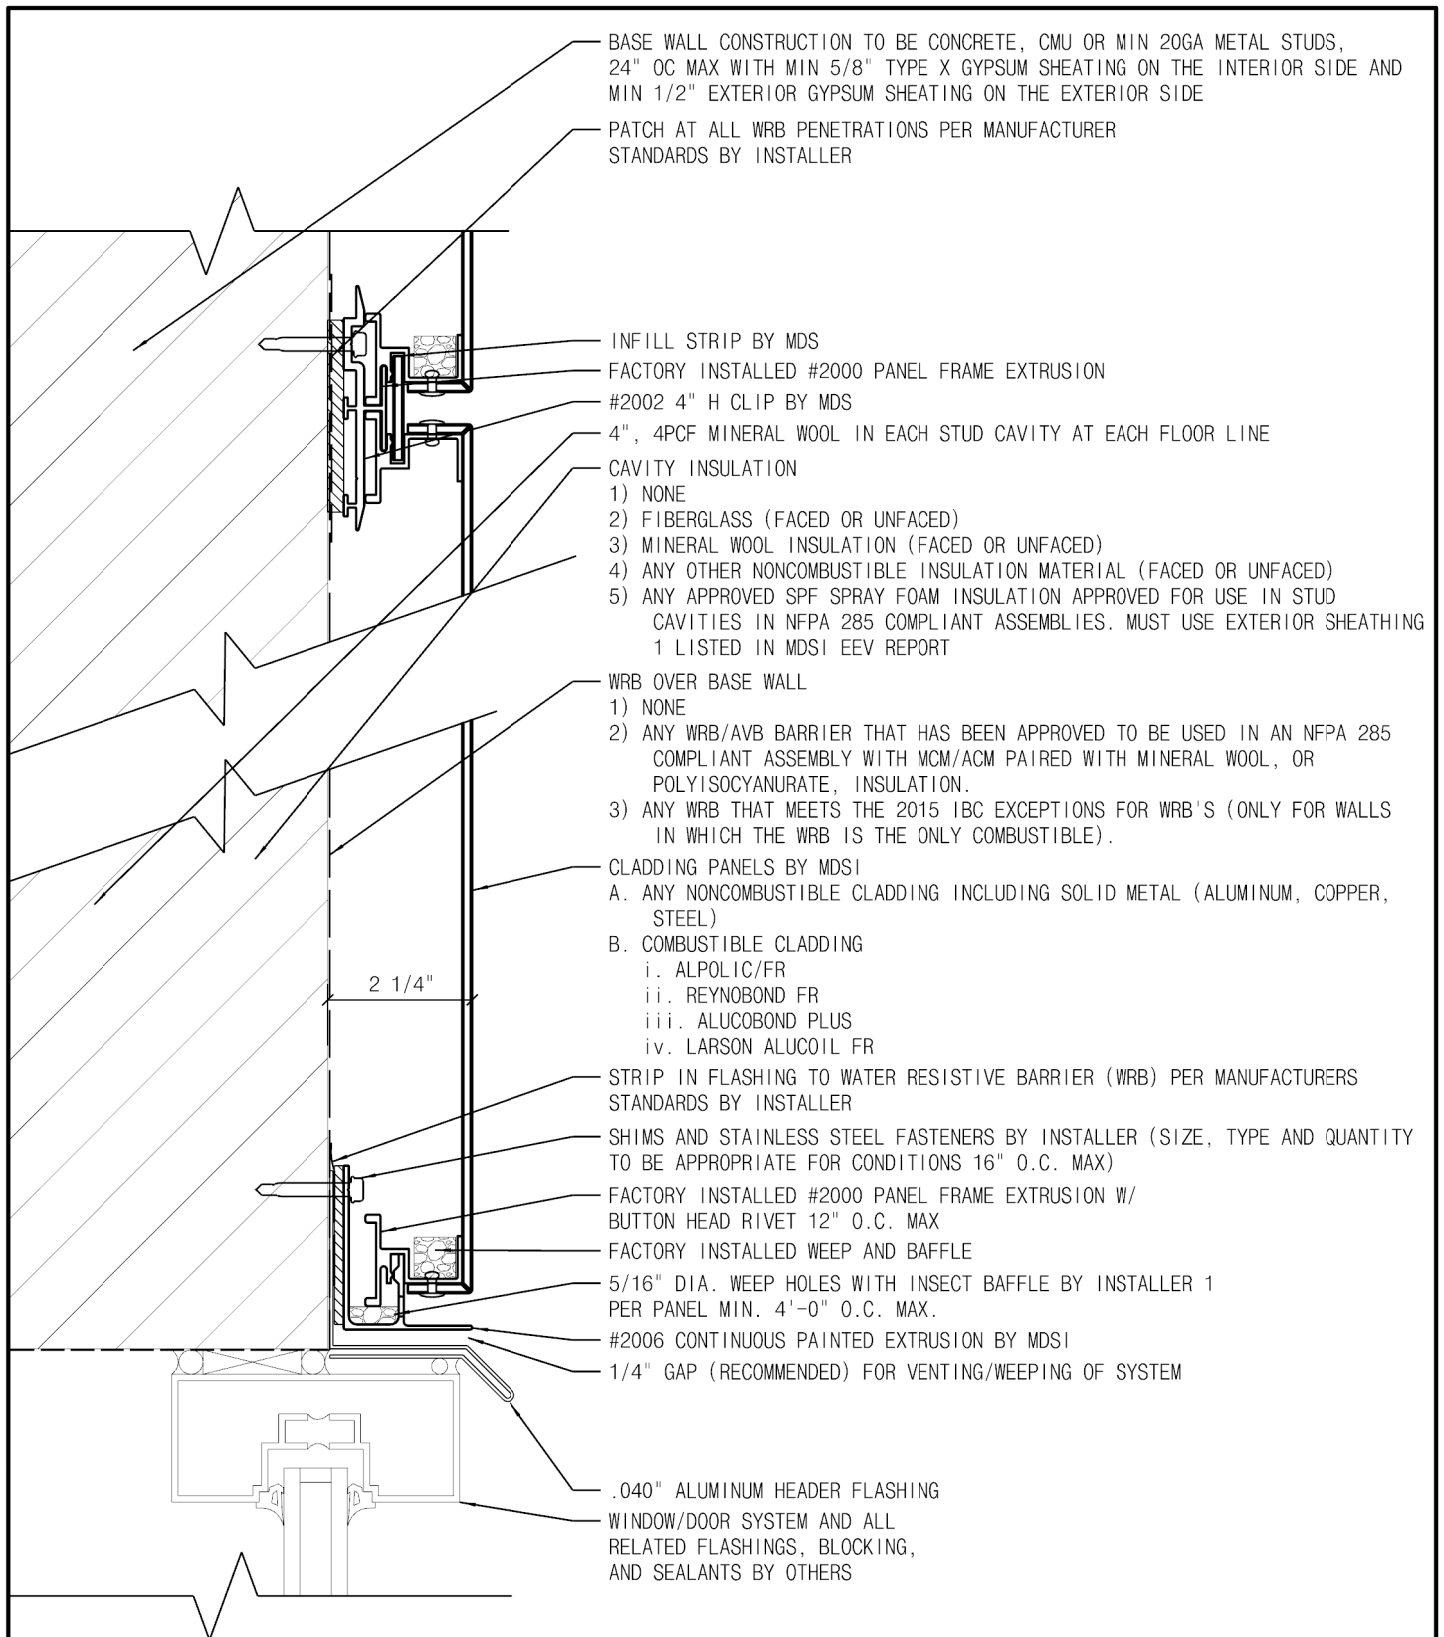 BASE WALL CONSTRUCTION TO BE CONCRETE, CMU OR MIN 20GA METAL STUDS,
24" OC MAX WITH MIN 5/8" TYPE X GYPSUM SHEATING ON THE INTERIOR SIDE AND
MIN 1/2" EXTERIOR GYPSUM SHEATING ON THE EXTERIOR SIDE
PATCH AT ALL WRB PENETRATIONS PER MANUFACTURER
STANDARDS BY INSTALLER
INFILL STRIP BY MDS
FACTORY INSTALLED #2000 PANEL FRAME EXTRUSION
#2002 4" H CLIP BY MDS
4", 4PCF MINERAL WOOL IN EACH STUD CAVITY AT EACH FLOOR LINE
CAVITY INSULATION
1) NONE
2) FIBERGLASS (FACED OR UNFACED)
3) MINERAL WOOL INSULATION (FACED OR UNFACED)
4) ANY OTHER NONCOMBUSTIBLE INSULATION MATERIAL (FACED OR UNFACED)
5) ANY APPROVED SPF SPRAY FOAM INSULATION APPROVED FOR USE IN STUD
CAVITIES IN NFPA 285 COMPLIANT ASSEMBLIES. MUST USE EXTERIOR SHEATHING
1 LISTED IN MDSI EEV REPORT
WRB OVER BASE WALL
1) NONE
2) ANY WRB/AVB BARRIER THAT HAS BEEN APPROVED TO BE USED IN AN NFPA 285
COMPLIANT ASSEMBLY WITH MCM/ACM PAIRED WITH MINERAL WOOL, OR
POLYISOCYANURATE, INSULATION.
3) ANY WRB THAT MEETS THE 2015 IBC EXCEPTIONS FOR WRB'S (ONLY FOR WALLS
IN WHICH THE WRB IS THE ONLY COMBUSTIBLE).
CLADDING PANELS BY MDSI
A. ANY NONCOMBUSTIBLE CLADDING INCLUDING SOLID METAL (ALUMINUM, COPPER,
STEEL)
B. COMBUSTIBLE CLADDING
i. ALPOLIC/FR
ii. REYNOBOND FR
iii. ALUCOBOND PLUS
iv. LARSON ALUCOIL FR
2 1/4"
STRIP IN FLASHING TO WATER RESISTIVE BARRIER (WRB) PER MANUFACTURERS
STANDARDS BY INSTALLER
SHIMS AND STAINLESS STEEL FASTENERS BY INSTALLER (SIZE, TYPE AND QUANTITY
TO BE APPROPRIATE FOR CONDITIONS 16" O.C. MAX)
FACTORY INSTALLED #2000 PANEL FRAME EXTRUSION W/
BUTTON HEAD RIVET 12" O.C. MAX
FACTORY INSTALLED WEEP AND BAFFLE
5/16" DIA. WEEP HOLES WITH INSECT BAFFLE BY INSTALLER 1
PER PANEL MIN. 4'-0" O.C. MAX.
#2006 CONTINUOUS PAINTED EXTRUSION BY MDSI
1/4" GAP (RECOMMENDED) FOR VENTING/WEEPING OF SYSTEM
.040" ALUMINUM HEADER FLASHING
WINDOW/DOOR SYSTEM AND ALL
RELATED FLASHINGS, BLOCKING,
AND SEALANTS BY OTHERS